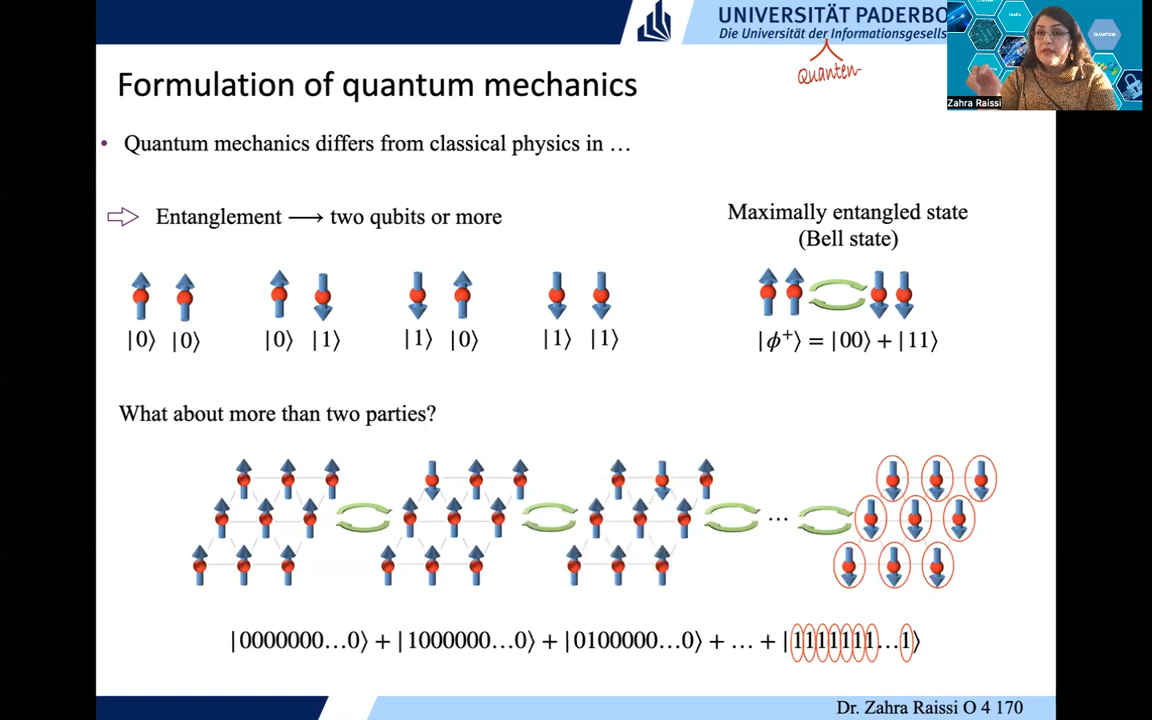 UNIVERSITÄT PADERBO
Die Universität der Informationsgesell
Quanten
QUANTUM
Zahra Raissi
Formulation of quantum mechanics
• Quantum mechanics differs from classical physics in …
Entanglement ⟶ two qubits or more
Maximally entangled state
(Bell state)
|0⟩ |0⟩ |0⟩ |1⟩ |1⟩ |0⟩ |1⟩ |1⟩ |ϕ⁺⟩ = |00⟩ + |11⟩
What about more than two parties?
…
|0000000…0⟩ + |1000000…0⟩ + |0100000…0⟩ + … + |1111111…1⟩
Dr. Zahra Raissi O 4 170